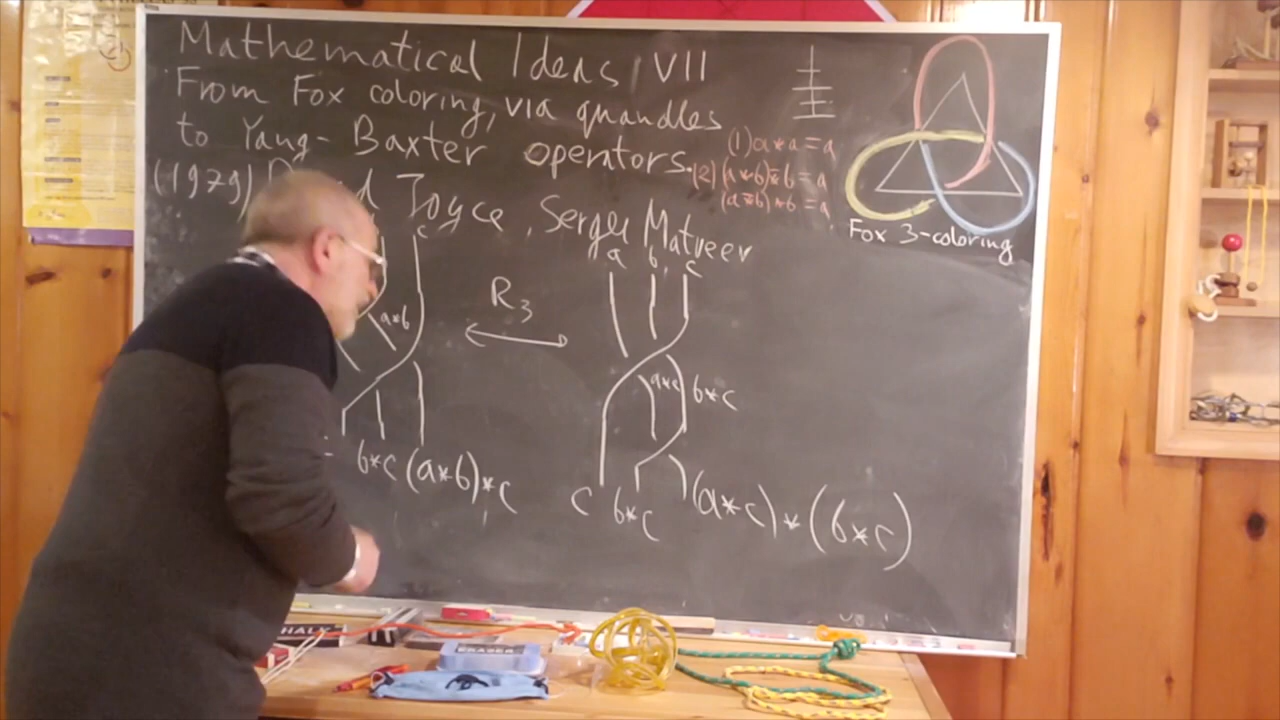 Mathematical Ideas VII
From Fox coloring, via quandles
to Yang-Baxter operators.
(1) a*a=a
(2) (a*b)*̄b=a
(a*̄b)*b=a
(1979) Joyce, Sergei Matveev
Fox 3-coloring
c
a b c
a*b
R₃
a*c b*c
b*c (a*b)*c
c b*c (a*c)*(b*c)
ERASER